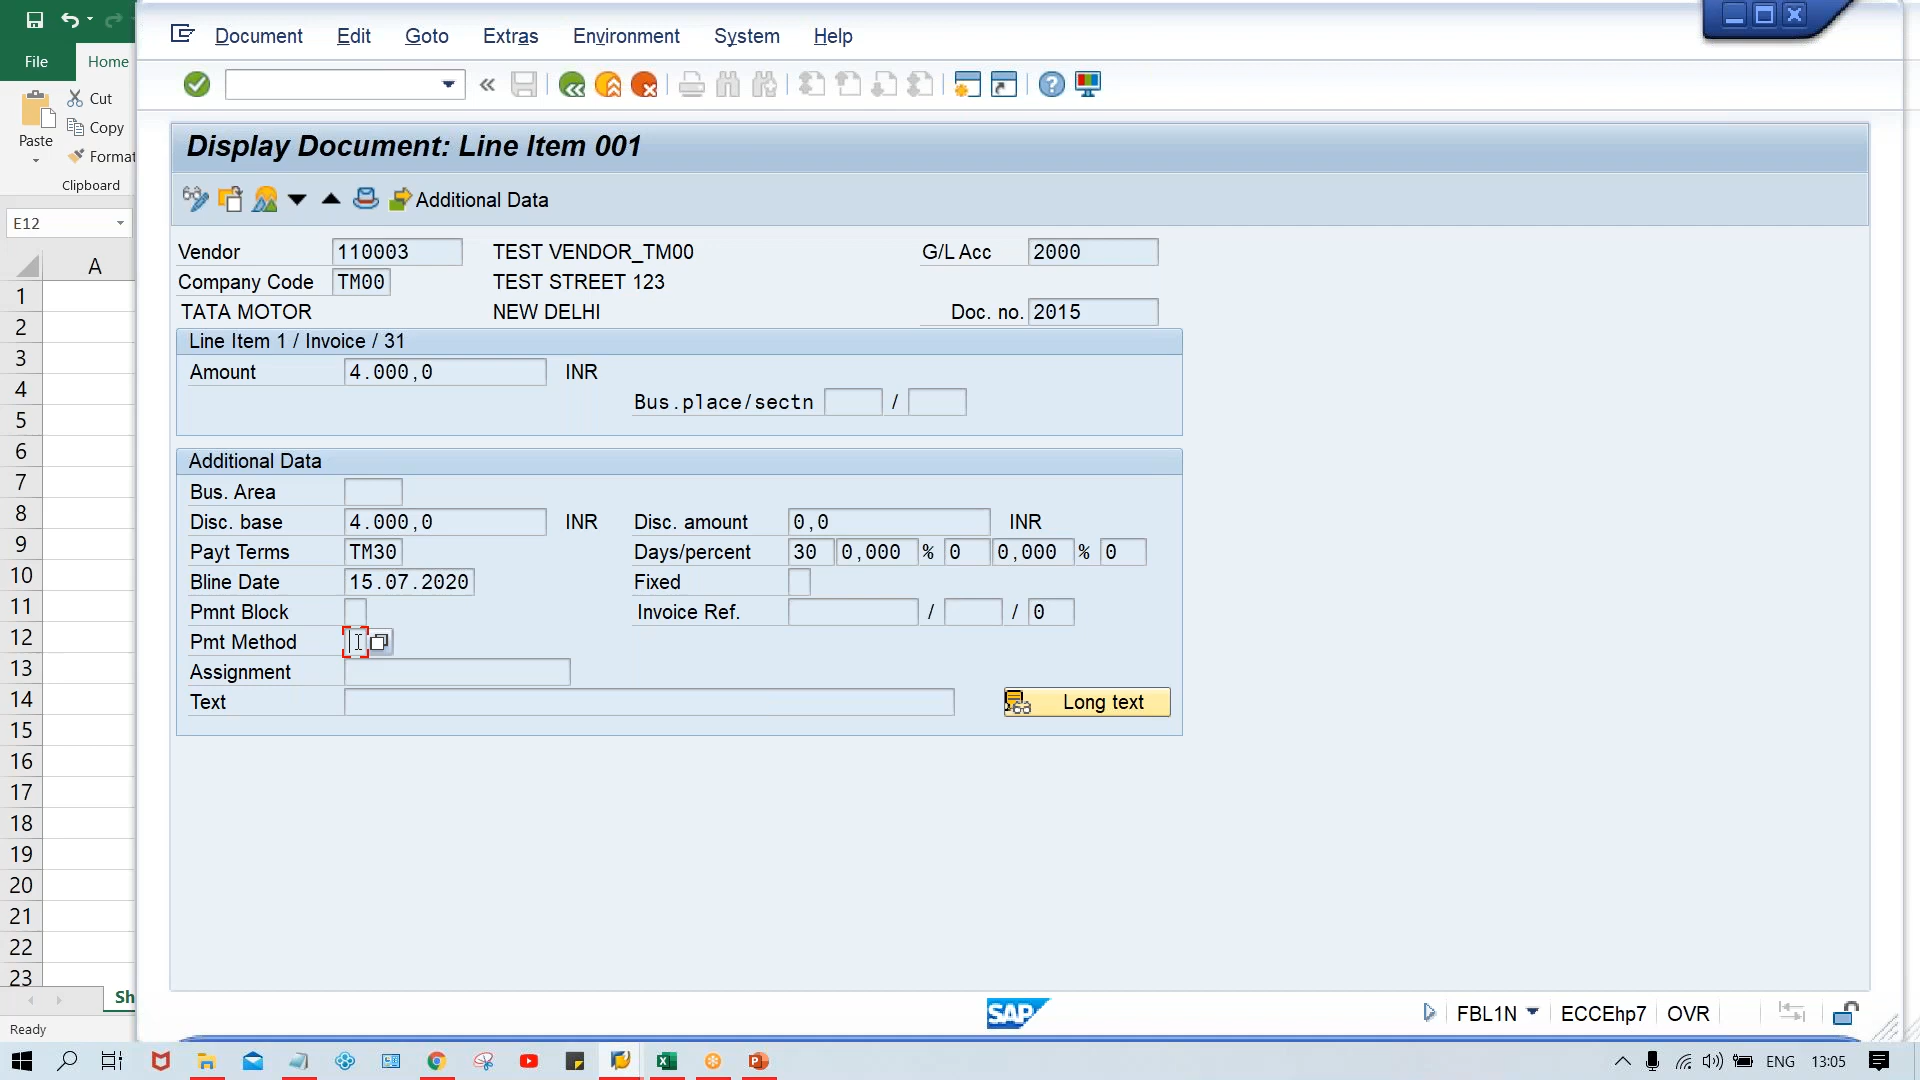 Document Edit Goto Extras Environment System Help
File Home
Cut
Copy
Paste
Format
Clipboard
Display Document: Line Item 001
Additional Data
E12
A
Vendor 110003 TEST VENDOR_TM00 G/L Acc 2000
Company Code TM00 TEST STREET 123
TATA MOTOR NEW DELHI Doc. no. 2015
Line Item 1 / Invoice / 31
Amount 4.000,0 INR
Bus.place/sectn /
Additional Data
Bus. Area
Disc. base 4.000,0 INR Disc. amount 0,0 INR
Payt Terms TM30 Days/percent 30 0,000 % 0 0,000 % 0
Bline Date 15.07.2020 Fixed
Pmnt Block Invoice Ref. / / 0
Pmt Method
Assignment
Text Long text
1
2
3
4
5
6
7
8
9
10
11
12
13
14
15
16
17
18
19
20
21
22
23
Sh
SAP FBL1N ECCEhp7 OVR
Ready
ENG 13:05